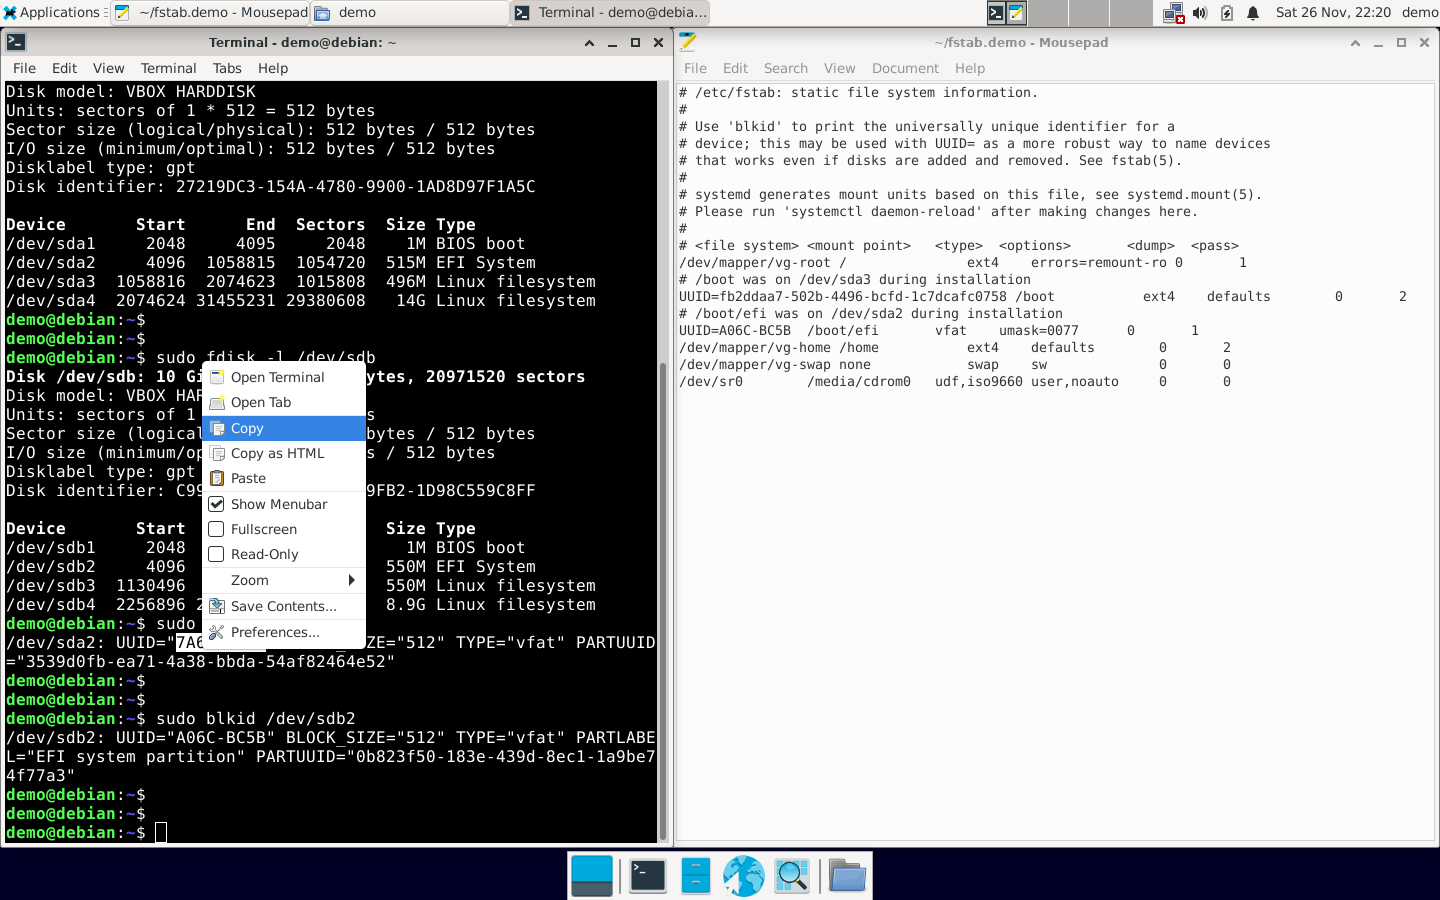 Applications
~/fstab.demo - Mousepad
demo
Terminal - demo@debia...
Sat 26 Nov, 22:20
demo
Terminal - demo@debian: ~
File Edit View Terminal Tabs Help
Disk model: VBOX HARDDISK
Units: sectors of 1 * 512 = 512 bytes
Sector size (logical/physical): 512 bytes / 512 bytes
I/O size (minimum/optimal): 512 bytes / 512 bytes
Disklabel type: gpt
Disk identifier: 27219DC3-154A-4780-9900-1AD8D97F1A5C
Device Start End Sectors Size Type
/dev/sda1 2048 4095 2048 1M BIOS boot
/dev/sda2 4096 1058815 1054720 515M EFI System
/dev/sda3 1058816 2074623 1015808 496M Linux filesystem
/dev/sda4 2074624 31455231 29380608 14G Linux filesystem
demo@debian:~$
demo@debian:~$
demo@debian:~$ sudo fdisk -l /dev/sdb
Disk /dev/sdb: 10 Gi ytes, 20971520 sectors
Disk model: VBOX HAR
Units: sectors of 1 s
Sector size (logical bytes / 512 bytes
I/O size (minimum/op s / 512 bytes
Disklabel type: gpt
Disk identifier: C99 9FB2-1D98C559C8FF
Device Start Size Type
/dev/sdb1 2048 1M BIOS boot
/dev/sdb2 4096 550M EFI System
/dev/sdb3 1130496 550M Linux filesystem
/dev/sdb4 2256896 2 8.9G Linux filesystem
demo@debian:~$ sudo
/dev/sda2: UUID="7A6 _SIZE="512" TYPE="vfat" PARTUUID
="3539d0fb-ea71-4a38-bbda-54af82464e52"
demo@debian:~$
demo@debian:~$
demo@debian:~$ sudo blkid /dev/sdb2
/dev/sdb2: UUID="A06C-BC5B" BLOCK_SIZE="512" TYPE="vfat" PARTLABE
L="EFI system partition" PARTUUID="0b823f50-183e-439d-8ec1-1a9be7
4f77a3"
demo@debian:~$
demo@debian:~$
demo@debian:~$
Open Terminal
Open Tab
Copy
Copy as HTML
Paste
Show Menubar
Fullscreen
Read-Only
Zoom
Save Contents...
Preferences...
~/fstab.demo - Mousepad
File Edit Search View Document Help
# /etc/fstab: static file system information.
#
# Use 'blkid' to print the universally unique identifier for a
# device; this may be used with UUID= as a more robust way to name devices
# that works even if disks are added and removed. See fstab(5).
#
# systemd generates mount units based on this file, see systemd.mount(5).
# Please run 'systemctl daemon-reload' after making changes here.
#
# <file system> <mount point> <type> <options> <dump> <pass>
/dev/mapper/vg-root / ext4 errors=remount-ro 0 1
# /boot was on /dev/sda3 during installation
UUID=fb2ddaa7-502b-4496-bcfd-1c7dcafc0758 /boot ext4 defaults 0 2
# /boot/efi was on /dev/sda2 during installation
UUID=A06C-BC5B /boot/efi vfat umask=0077 0 1
/dev/mapper/vg-home /home ext4 defaults 0 2
/dev/mapper/vg-swap none swap sw 0 0
/dev/sr0 /media/cdrom0 udf,iso9660 user,noauto 0 0